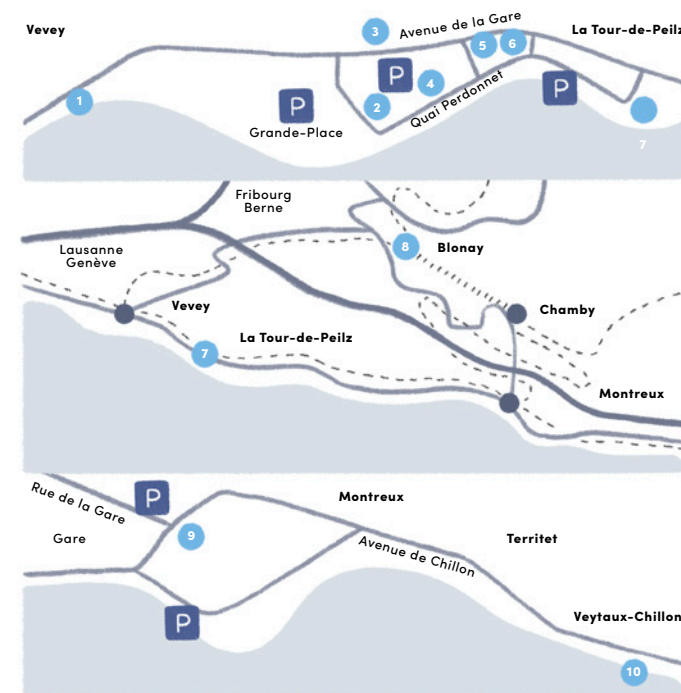 Vevey
3
Avenue de la Gare
5
6
La Tour-de-Peilz
1
P
Grande-Place
P
4
2
Quai Perdonnet
P
7
Fribourg
Berne
Lausanne
Genève
8
Blonay
Vevey
Chamby
La Tour-de-Peilz
7
Montreux
Rue de la Gare
P
Montreux
Gare
9
Avenue de Chillon
Territet
P
Veytaux-Chillon
10